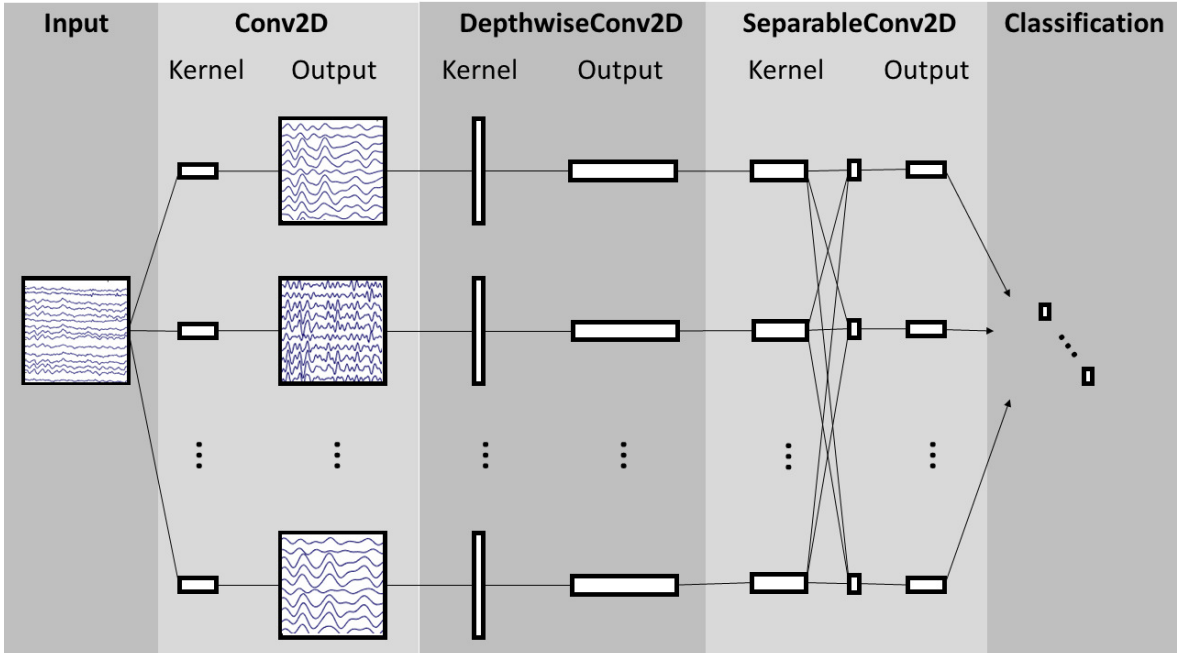 Input Conv2D DepthwiseConv2D SeparableConv2D Classification
Kernel Output Kernel Output Kernel Output